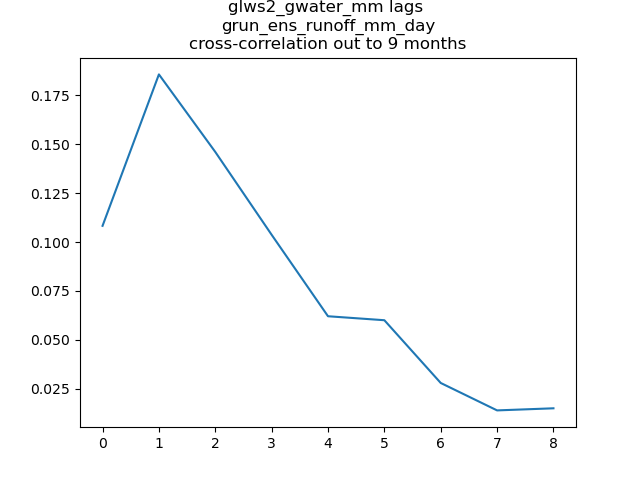 glws2_gwater_mm lags
grun_ens_runoff_mm_day
cross-correlation out to 9 months
0.175
0.150
0.125
0.100
0.075
0.050
0.025
0 1 2 3 4 5 6 7 8